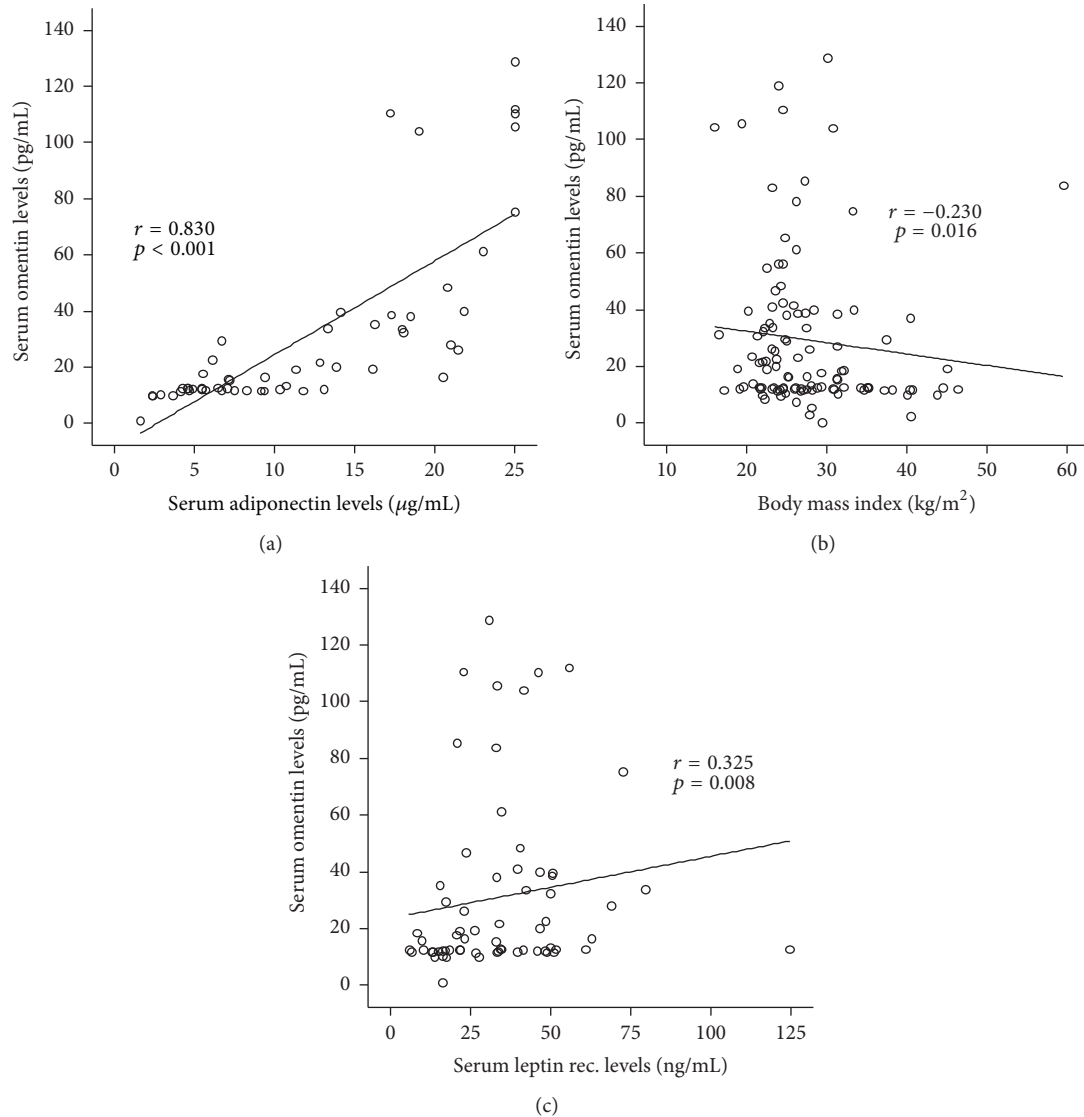 140
120
100
80
60
40
20
0
Serum omentin levels (pg/mL)
r = 0.830
p < 0.001
0 5 10 15 20 25
Serum adiponectin levels (μg/mL)
(a)
140
120
100
80
60
40
20
0
Serum omentin levels (pg/mL)
r = −0.230
p = 0.016
10 20 30 40 50 60
Body mass index (kg/m²)
(b)
140
120
100
80
60
40
20
0
Serum omentin levels (pg/mL)
r = 0.325
p = 0.008
0 25 50 75 100 125
Serum leptin rec. levels (ng/mL)
(c)